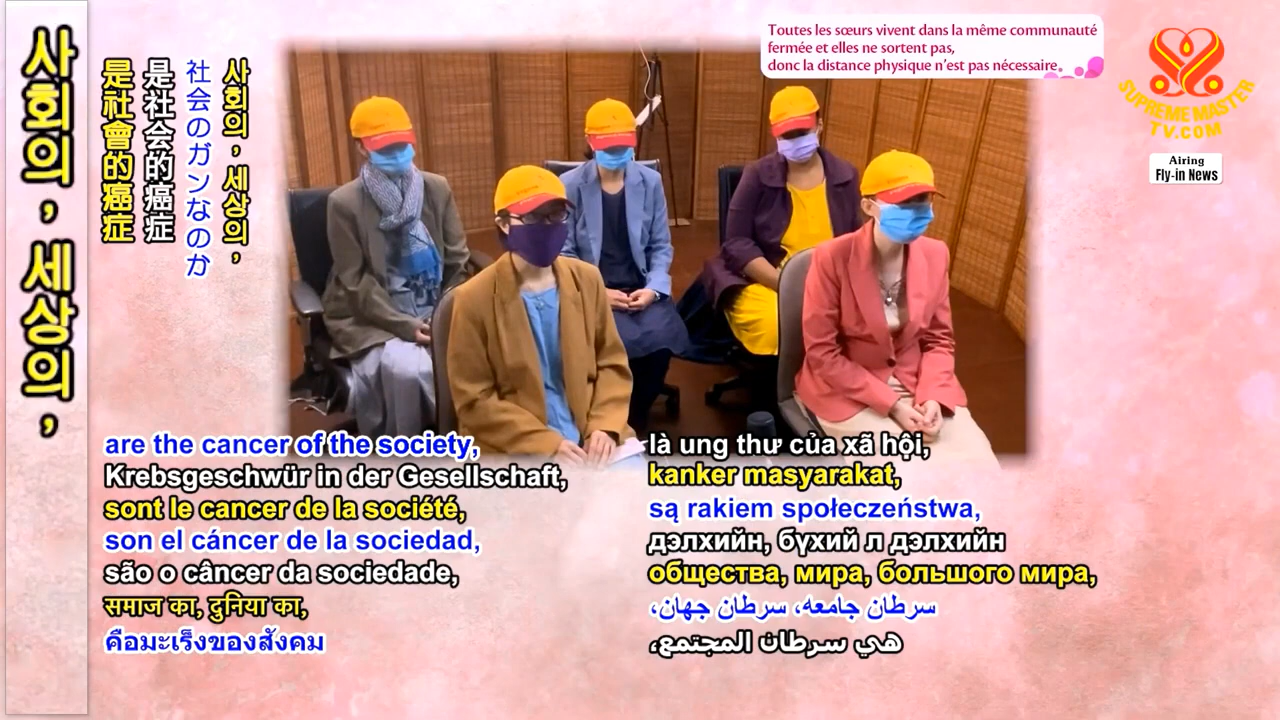 사회의, 세상의,
是社會的癌症
是社会的癌症
社会のガンなのか
사회의, 세상의,
Toutes les sœurs vivent dans la même communauté
fermée et elles ne sortent pas,
donc la distance physique n'est pas nécessaire.
SUPREME MASTER
TV.COM
Airing
Fly-in News
are the cancer of the society,
Krebsgeschwür in der Gesellschaft,
sont le cancer de la société,
son el cáncer de la sociedad,
são o câncer da sociedade,
समाज का, दुनिया का,
คือมะเร็งของสังคม
là ung thư của xã hội,
kanker masyarakat,
są rakiem społeczeństwa,
дэлхийн, бүхий л дэлхийн
общества, мира, большого мира,
سرطان جامعه، سرطان جهان،
هي سرطان المجتمع،